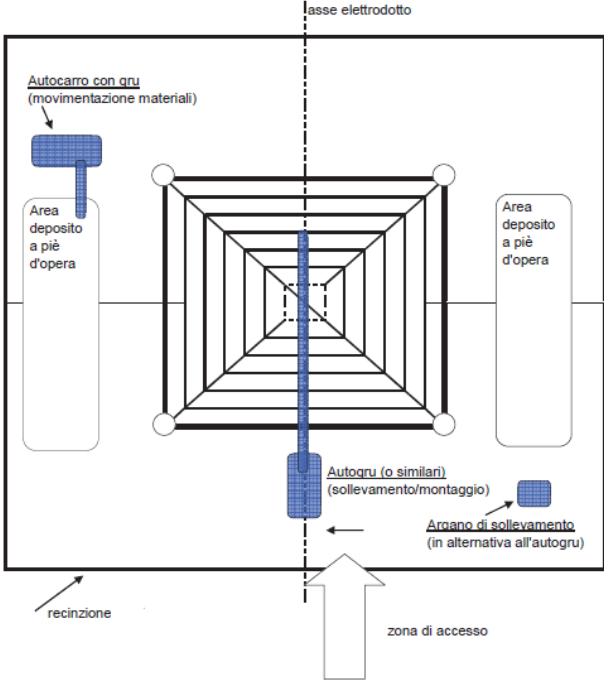 asse elettrodotto
Autocarro con gru
(movimentazione materiali)
Area
deposito
a piè
d'opera
Area
deposito
a piè
d'opera
Autogru (o similari)
(sollevamento/montaggio)
Argano di sollevamento
(in alternativa all'autogru)
recinzione
zona di accesso